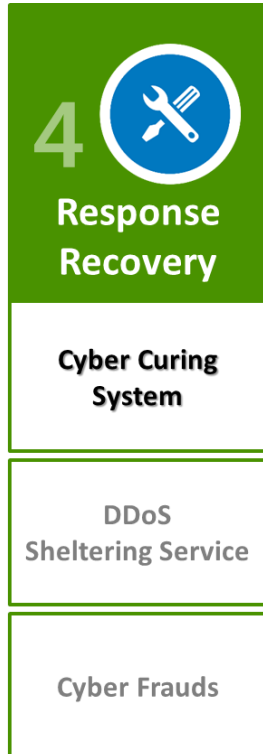 4
Response
Recovery
Cyber Curing
System
DDoS
Sheltering Service
Cyber Frauds